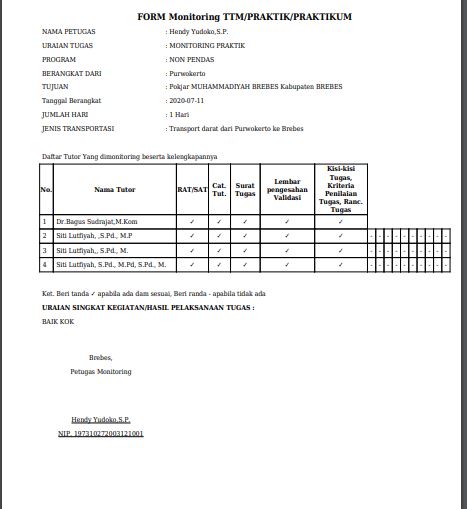 FORM Monitoring TTM/PRAKTIK/PRAKTIKUM
NAMA PETUGAS : Hendy Yudoko,S.P.
URAIAN TUGAS : MONITORING PRAKTIK
PROGRAM : NON PENDAS
BERANGKAT DARI : Purwokerto
TUJUAN : Pokjar MUHAMMADIYAH BREBES Kabupaten BREBES
Tanggal Berangkat : 2020-07-11
JUMLAH HARI : 1 Hari
JENIS TRANSPORTASI : Transport darat dari Purwokerto ke Brebes
Daftar Tutor Yang dimonitoring beserta kelengkapannya
No. Nama Tutor RAT/SAT Cat. Tut. Surat Tugas Lembar pengesahan Validasi Kisi-kisi Tugas, Kriteria Penilaian Tugas, Ranc. Tugas
1 Dr.Bagus Sudrajat,M.Kom ✓ ✓ ✓ ✓ ✓
2 Siti Lutfiyah, ,S.Pd., M.P ✓ ✓ ✓ ✓ ✓ - - - - - - - - - -
3 Siti Lutfiyah,, S.Pd., M. ✓ ✓ ✓ ✓ ✓ - - - - - - - - - -
4 Siti Lutfiyah, S.Pd., M.Pd, S.Pd., M. ✓ ✓ ✓ ✓ ✓ - - - - - - - - - -
Ket. Beri tanda ✓ apabila ada dam sesuai, Beri randa - apabila tidak ada
URAIAN SINGKAT KEGIATAN/HASIL PELAKSANAAN TUGAS :
BAIK KOK
Brebes,
Petugas Monitoring
Hendy Yudoko,S.P.
NIP. 197310272003121001